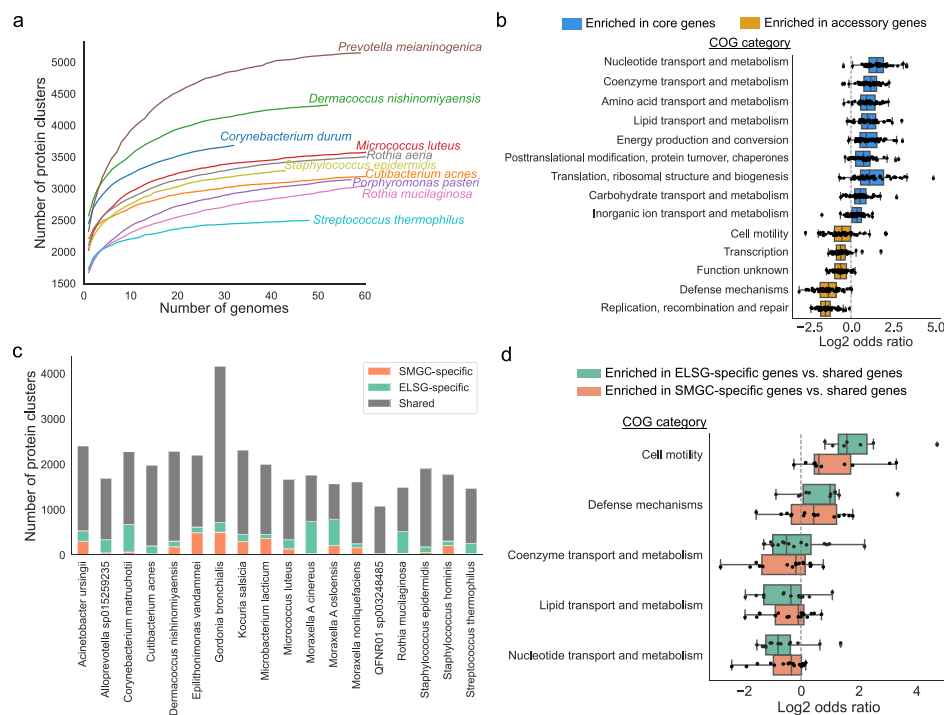 a
Prevotella meianinogenica
Dermacoccus nishinomiyaensis
Corynebacterium durum
Micrococcus luteus
Rothia aeria
Staphylococcus epidermidis
Cutibacterium acnes
Porphyromonas pasteri
Rothia mucilaginosa
Streptococcus thermophilus
Number of protein clusters
5000
4500
4000
3500
3000
2500
2000
1500
0 10 20 30 40 50 60
Number of genomes
b
Enriched in core genes
Enriched in accessory genes
COG category
Nucleotide transport and metabolism
Coenzyme transport and metabolism
Amino acid transport and metabolism
Lipid transport and metabolism
Energy production and conversion
Posttranslational modification, protein turnover, chaperones
Translation, ribosomal structure and biogenesis
Carbohydrate transport and metabolism
Inorganic ion transport and metabolism
Cell motility
Transcription
Function unknown
Defense mechanisms
Replication, recombination and repair
−2.5 0.0 2.5 5.0
Log2 odds ratio
c
SMGC-specific
ELSG-specific
Shared
Number of protein clusters
4000
3000
2000
1000
0
Acinetobacter ursingii
Alloprevotella sp015259235
Corynebacterium matruchotii
Cutibacterium acnes
Dermacoccus nishinomiyaensis
Epilithonimonas vandammei
Gordonia bronchialis
Kocuria salsicia
Microbacterium lacticum
Micrococcus luteus
Moraxella A cinereus
Moraxella A osloensis
Moraxella nonliquefaciens
QFNR01 sp003248485
Rothia mucilaginosa
Staphylococcus epidermidis
Staphylococcus hominis
Streptococcus thermophilus
d
Enriched in ELSG-specific genes vs. shared genes
Enriched in SMGC-specific genes vs. shared genes
COG category
Cell motility
Defense mechanisms
Coenzyme transport and metabolism
Lipid transport and metabolism
Nucleotide transport and metabolism
−2 0 2 4
Log2 odds ratio